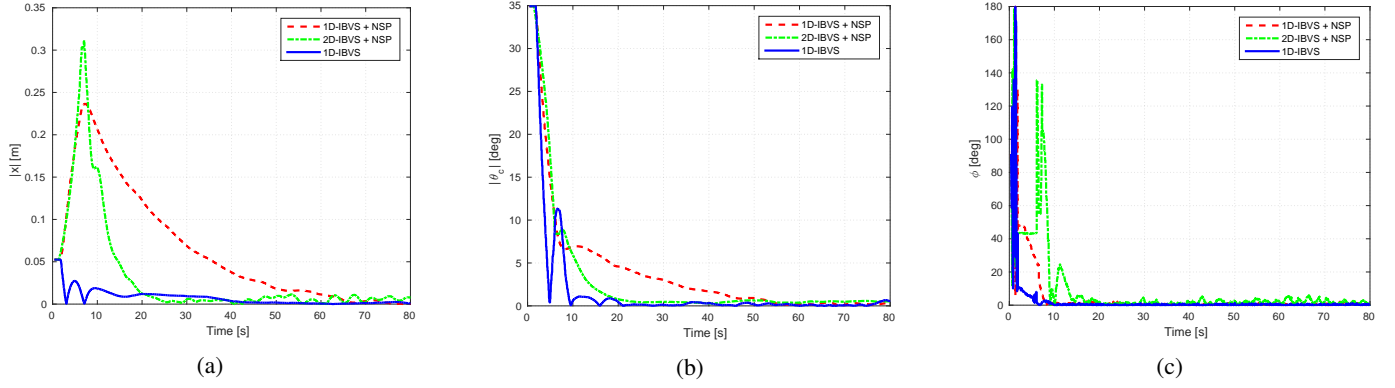 |x| [m]
0.35
0.3
0.25
0.2
0.15
0.1
0.05
0
0 10 20 30 40 50 60 70 80
Time [s]
1D-IBVS + NSP
2D-IBVS + NSP
1D-IBVS
(a)
|θc| [deg]
35
30
25
20
15
10
5
0
0 10 20 30 40 50 60 70 80
Time [s]
1D-IBVS + NSP
2D-IBVS + NSP
1D-IBVS
(b)
ϕ [deg]
180
160
140
120
100
80
60
40
20
0
0 10 20 30 40 50 60 70 80
Time [s]
1D-IBVS + NSP
2D-IBVS + NSP
1D-IBVS
(c)